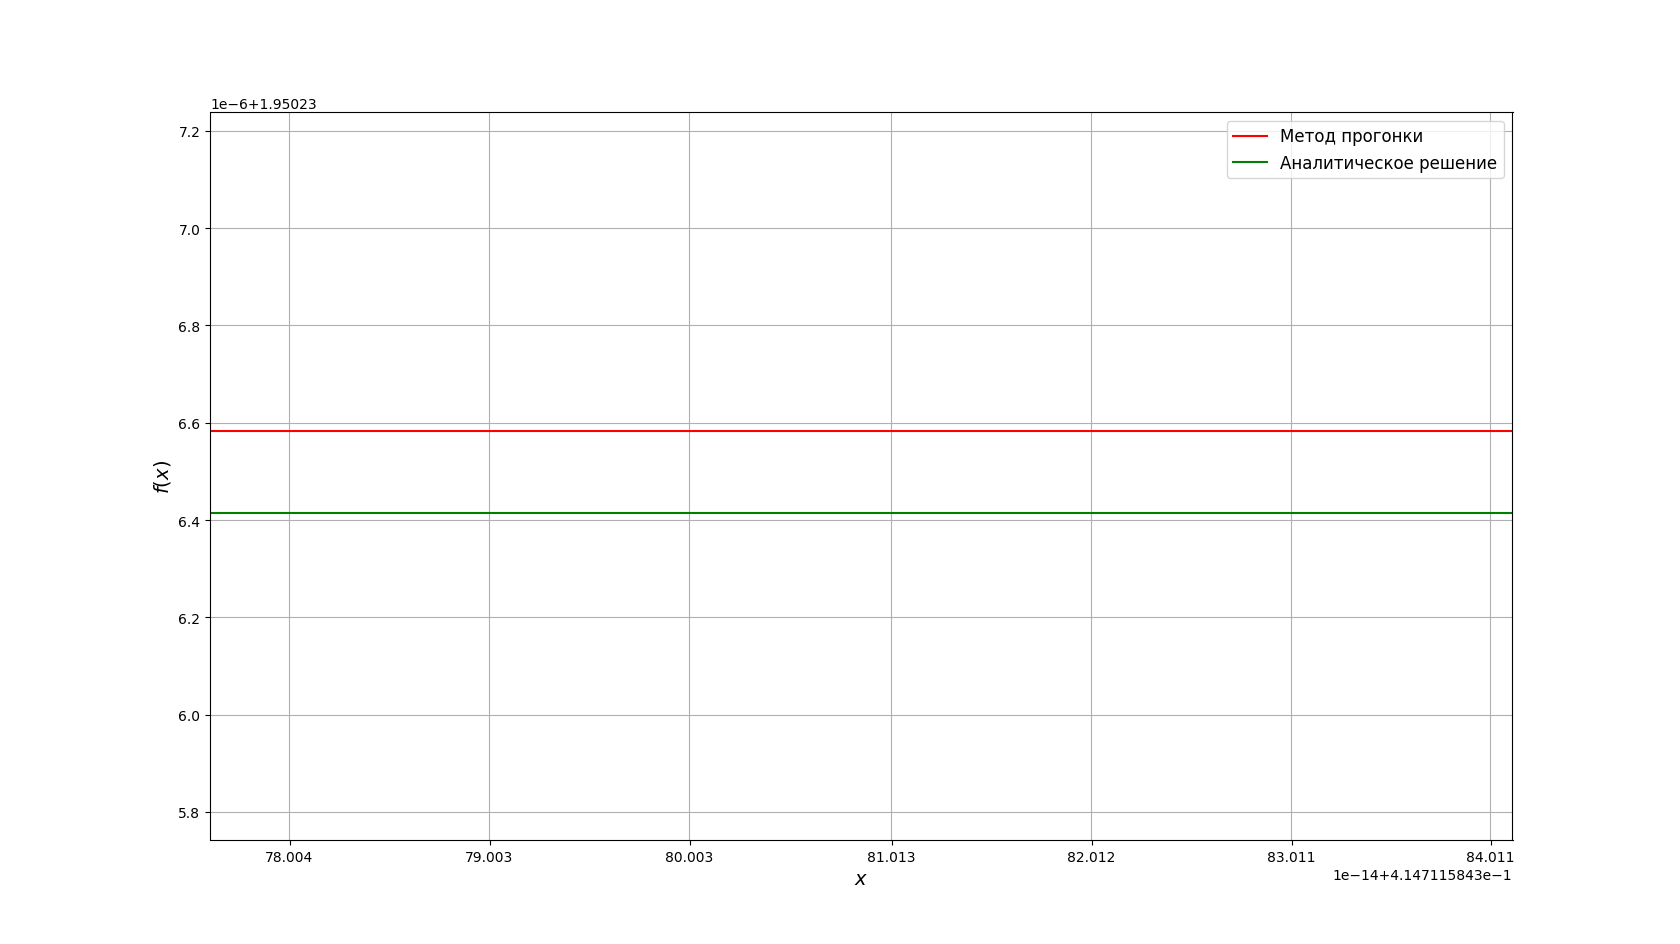 1e−6+1.95023
7.2
7.0
6.8
6.6
6.4
6.2
6.0
5.8
f(x)
Метод прогонки
Аналитическое решение
78.004 79.003 80.003 81.013 82.012 83.011 84.011
x
1e−14+4.147115843e−1